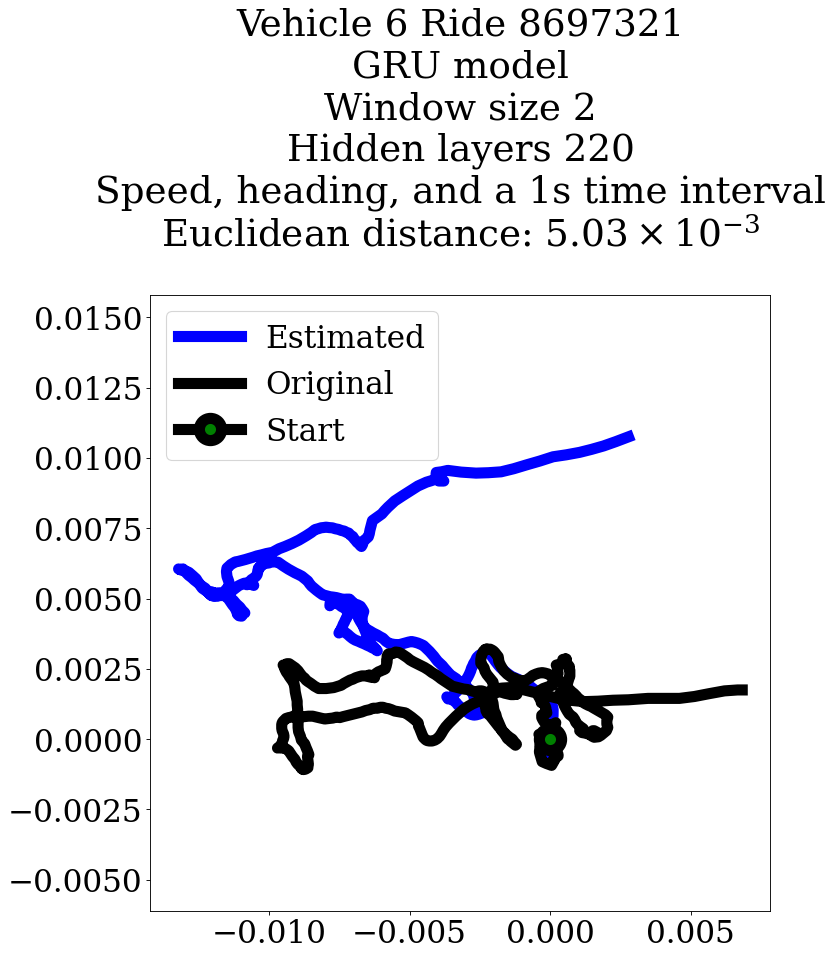 Vehicle 6 Ride 8697321
GRU model
Window size 2
Hidden layers 220
Speed, heading, and a 1s time interval
Euclidean distance: 5.03 × 10⁻³
Estimated
Original
Start
0.0150
0.0125
0.0100
0.0075
0.0050
0.0025
0.0000
−0.0025
−0.0050
−0.010 −0.005 0.000 0.005